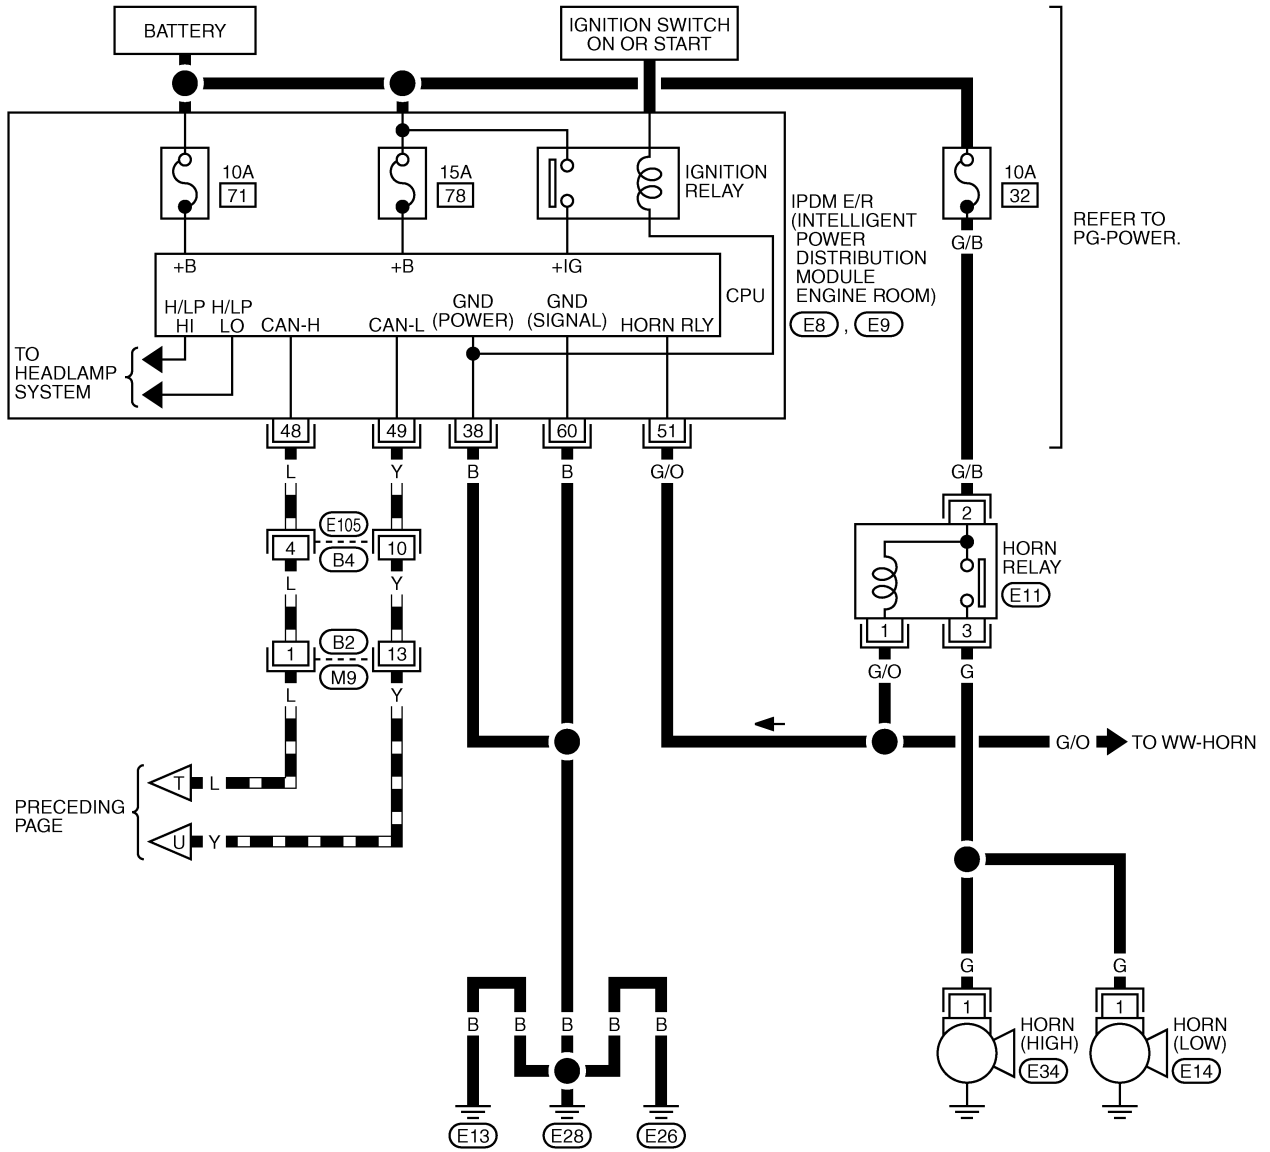 BATTERY
IGNITION SWITCH
ON OR START
10A
71
15A
78
IGNITION
RELAY
10A
32
REFER TO
PG-POWER.
IPDM E/R
(INTELLIGENT
POWER
DISTRIBUTION
MODULE
ENGINE ROOM)
E8 , E9
G/B
+B
+B
+IG
CPU
H/LP
HI
H/LP
LO
CAN-H
CAN-L
GND
(POWER)
GND
(SIGNAL)
HORN RLY
TO
HEADLAMP
SYSTEM
48
49
38
60
51
L
Y
B
B
G/O
G/B
2
HORN
RELAY
E11
E105
4
10
B4
L
Y
1
3
G/O
G
B2
1
13
M9
L
Y
G/O
TO WW-HORN
T
L
PRECEDING
PAGE
U
Y
G
G
1
1
HORN
(HIGH)
E34
HORN
(LOW)
E14
B
B
B
B
B
E13
E28
E26